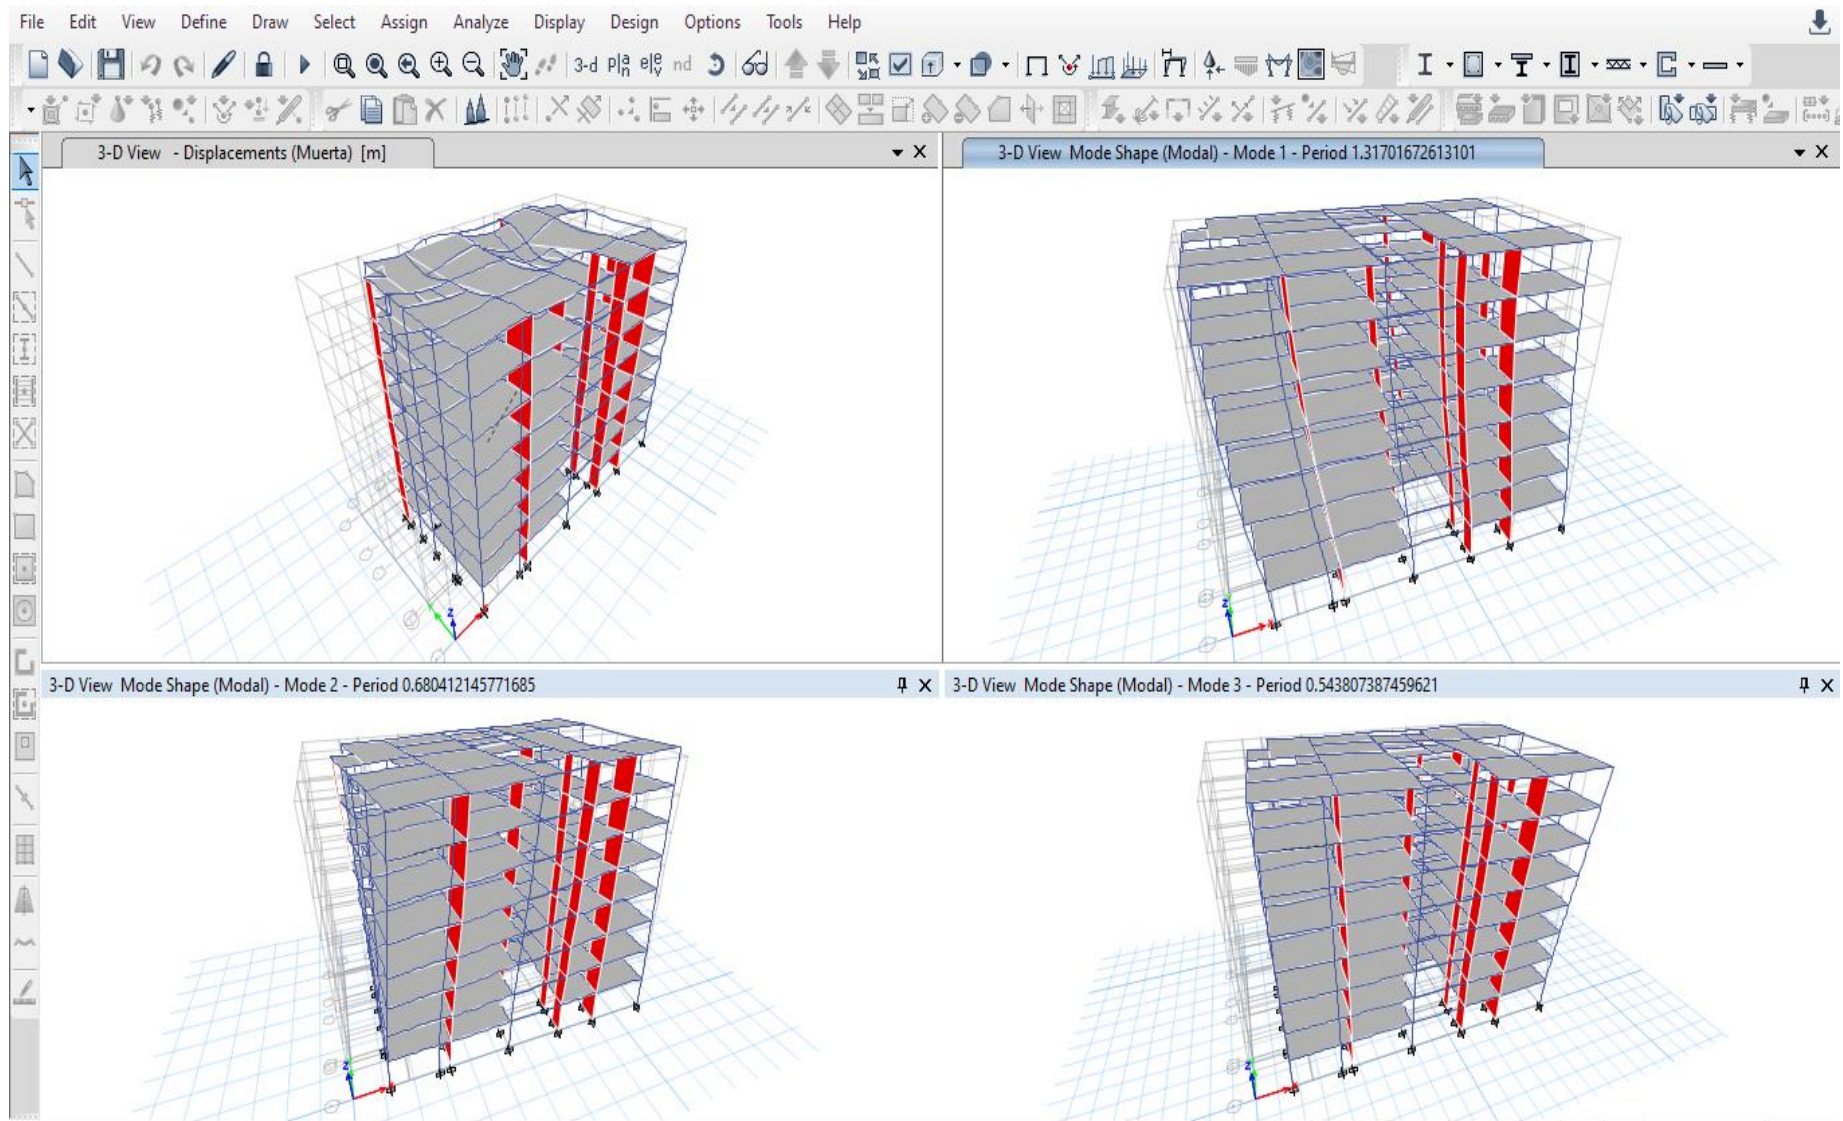 File Edit View Define Draw Select Assign Analyze Display Design Options Tools Help
3-d pla n ele v nd
3-D View - Displacements (Muerta) [m]
3-D View Mode Shape (Modal) - Mode 1 - Period 1.31701672613101
Z
Z
3-D View Mode Shape (Modal) - Mode 2 - Period 0.680412145771685
3-D View Mode Shape (Modal) - Mode 3 - Period 0.543807387459621
Z
Z